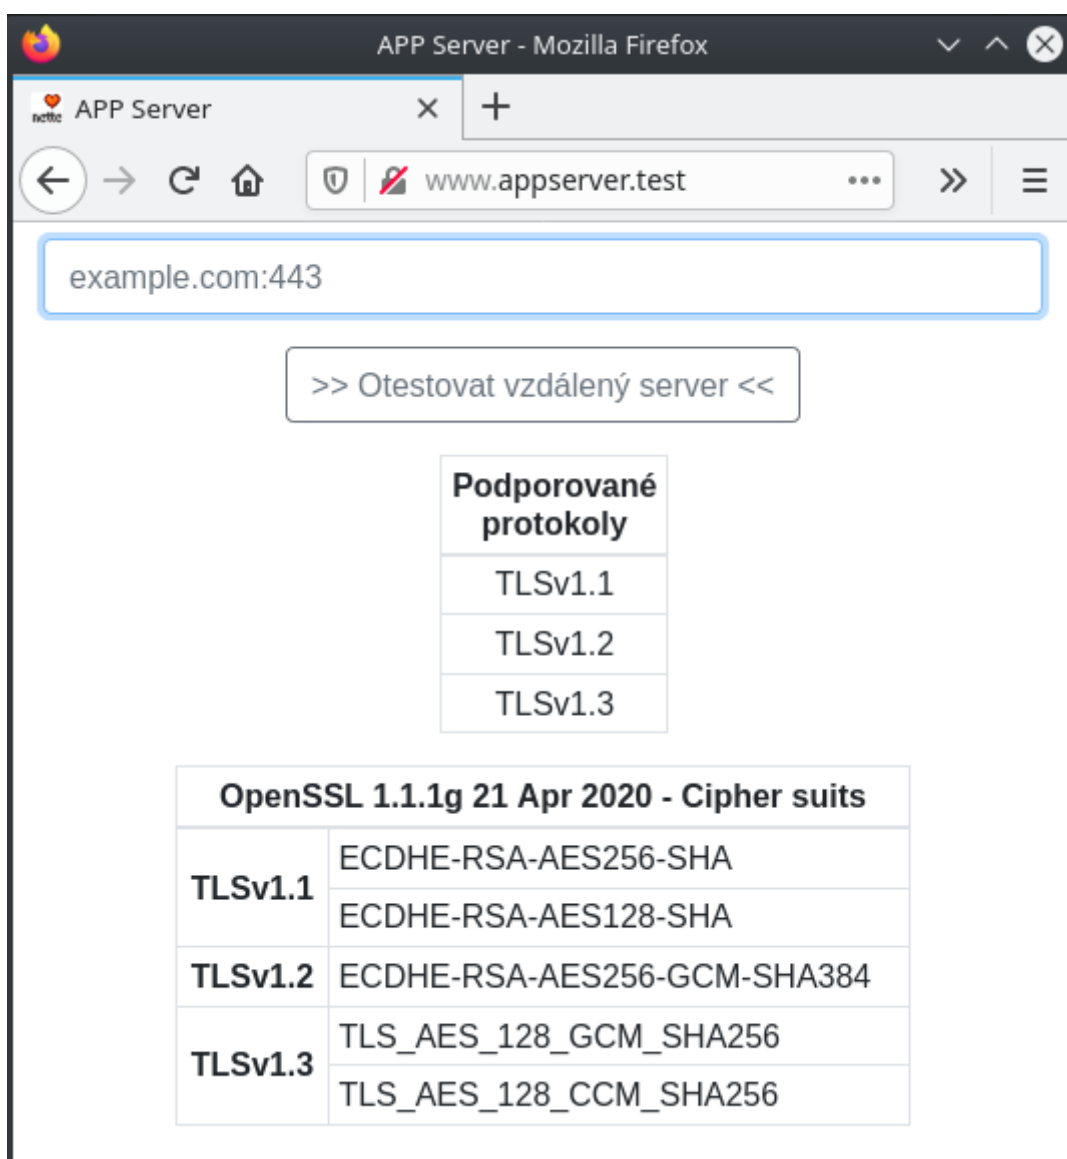 APP Server - Mozilla Firefox
nette APP Server
www.appserver.test
example.com:443
>> Otestovat vzdálený server <<
Podporované
protokoly
TLSv1.1
TLSv1.2
TLSv1.3
OpenSSL 1.1.1g 21 Apr 2020 - Cipher suits
TLSv1.1
ECDHE-RSA-AES256-SHA
ECDHE-RSA-AES128-SHA
TLSv1.2 ECDHE-RSA-AES256-GCM-SHA384
TLSv1.3
TLS_AES_128_GCM_SHA256
TLS_AES_128_CCM_SHA256